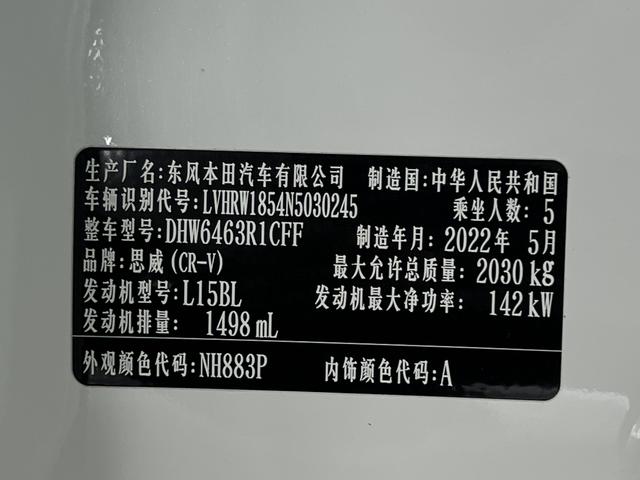 生产厂名:东风本田汽车有限公司 制造国:中华人民共和国
车辆识别代号:LVHRW1854N5030245 乘坐人数:5
整车型号:DHW6463R1CFF 制造年月:2022年 5月
品牌:思威(CR-V) 最大允许总质量:2030 kg
发动机型号:L15BL 发动机最大净功率:142 kW
发动机排量: 1498 mL
外观颜色代码:NH883P 内饰颜色代码:A